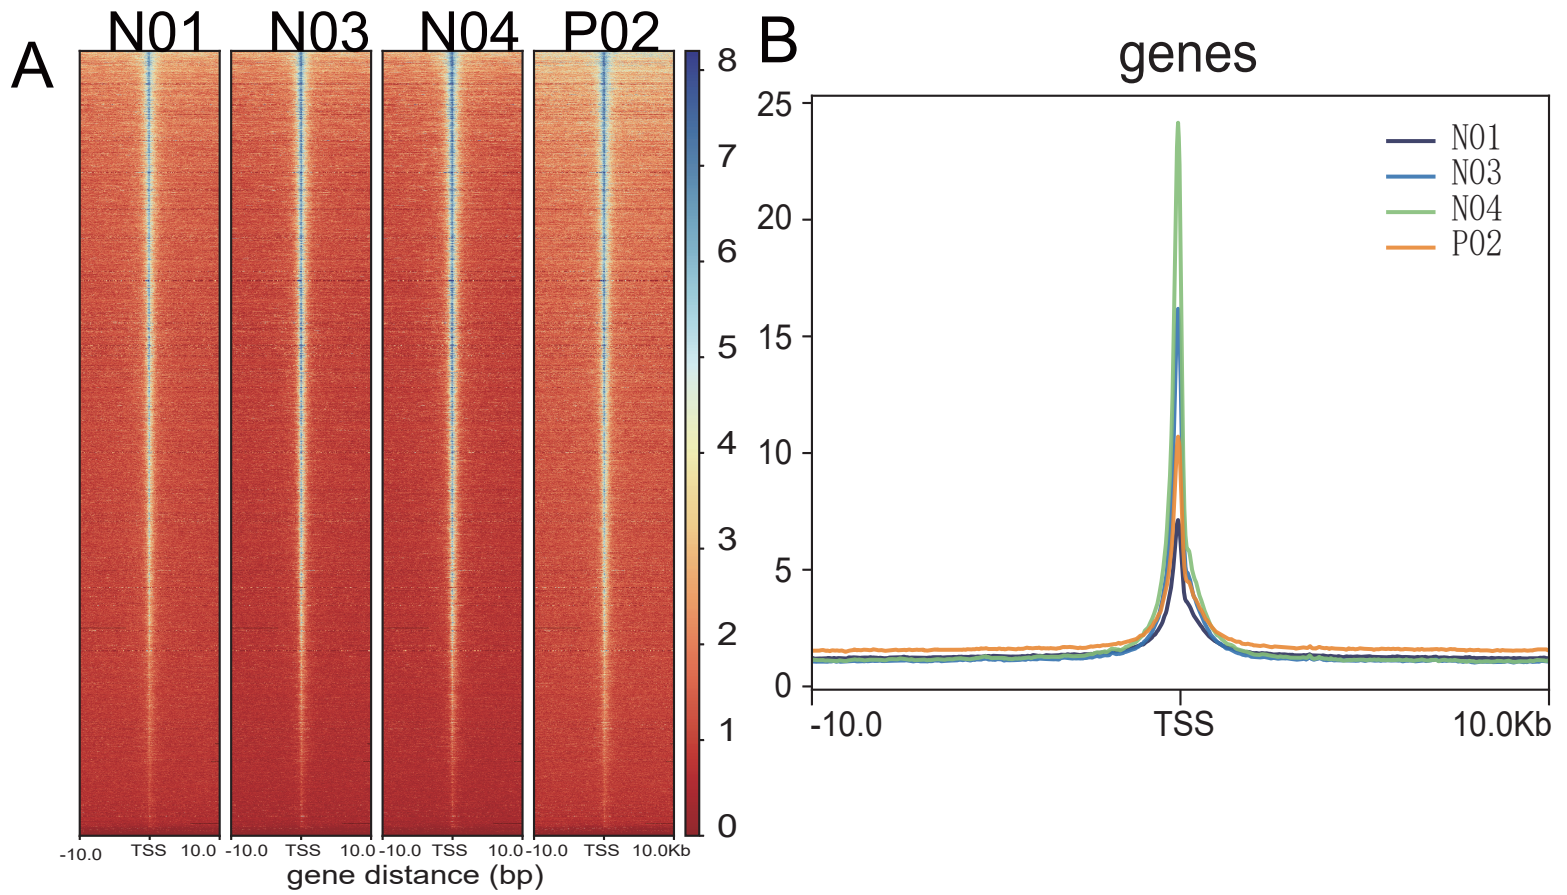 A
N01 N03 N04 P02
8
7
6
5
4
3
2
1
0
-10.0 TSS 10.0 -10.0 TSS 10.0 -10.0 TSS 10.0 -10.0 TSS 10.0Kb
gene distance (bp)
B
genes
25
20
15
10
5
0
N01
N03
N04
P02
-10.0 TSS 10.0Kb